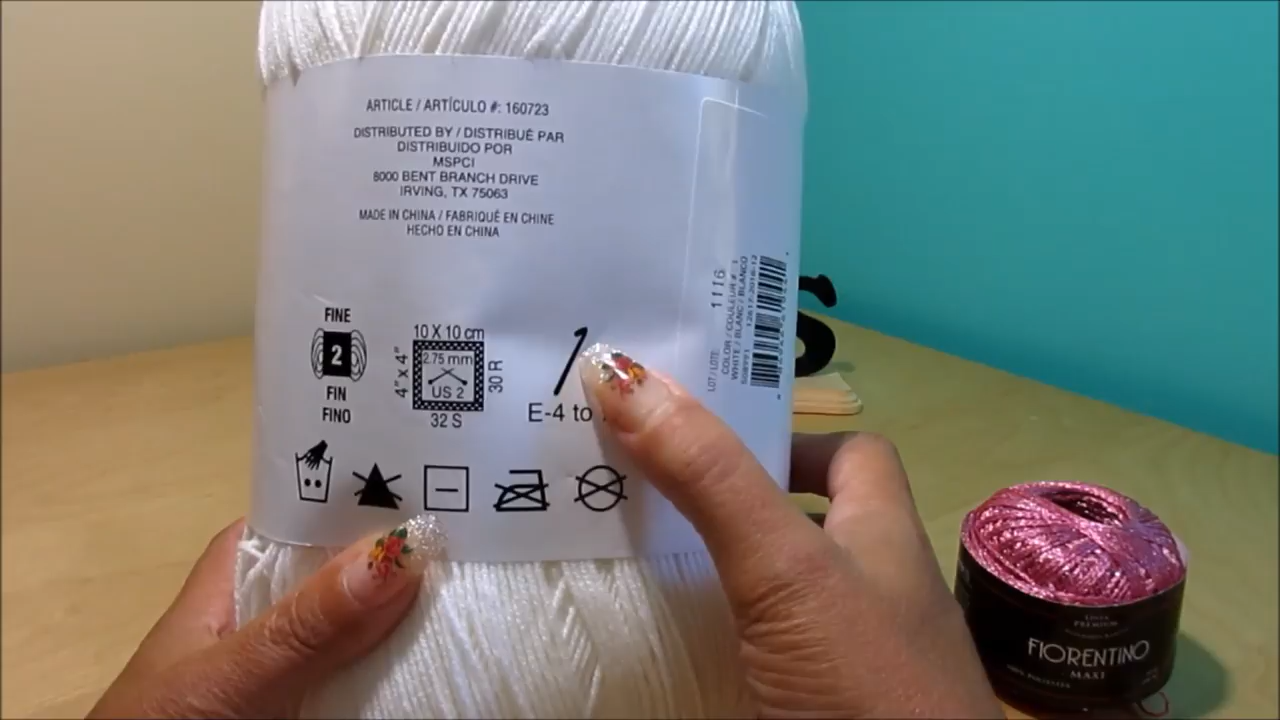 ARTICLE / ARTÍCULO #: 160723
DISTRIBUTED BY / DISTRIBUÉ PAR
DISTRIBUIDO POR
MSPCI
8000 BENT BRANCH DRIVE
IRVING, TX 75063
MADE IN CHINA / FABRIQUÉ EN CHINE
HECHO EN CHINA
FINE
2
FIN
FINO
10 X 10 cm
4" x 4"
2.75 mm
US 2
30 R
32 S
E-4 to
1116
LOT / LOTE:
COLOR / COULEUR #: 1
WHITE / BLANC / BLANCO
FIORENTINO
MAXI